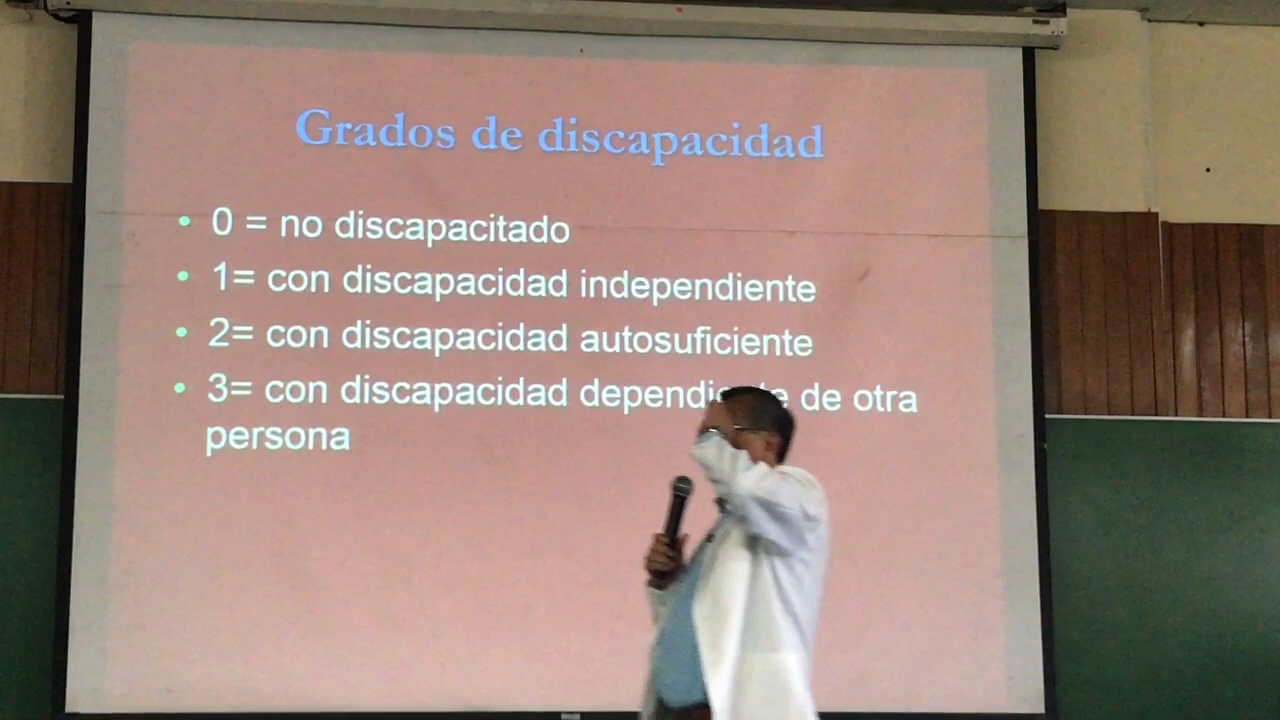 Grados de discapacidad
• 0 = no discapacitado
• 1= con discapacidad independiente
• 2= con discapacidad autosuficiente
• 3= con discapacidad de otra
persona